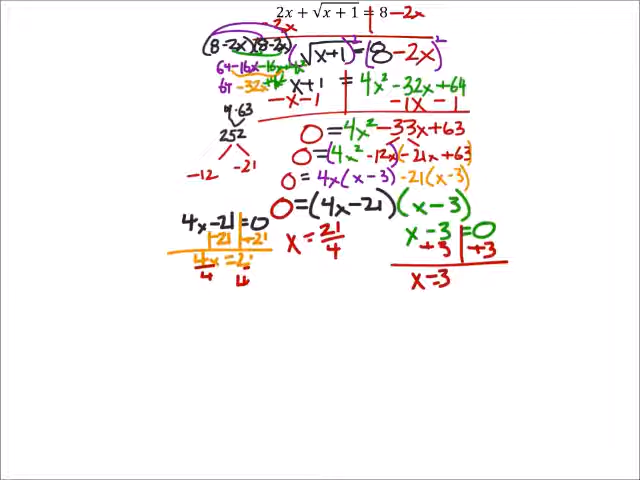 2x + √(x + 1) = 8
-2x | -2x
(8-2x)(8-2x) (√(x+1))² = (8-2x)²
64-16x-16x+4x²
64 -32x+4x² x+1 = 4x² -32x+64
-x-1 -1x -1
4·63
252
-12 -21
0 = 4x² -33x+63
0 = (4x² -12x)(-21x+63)
0 = 4x(x-3) -21(x-3)
0 = (4x-21)(x-3)
4x-21=0
+21 +21
4x = 21
4 4
x = 21/4
x-3=0
+3 +3
x=3